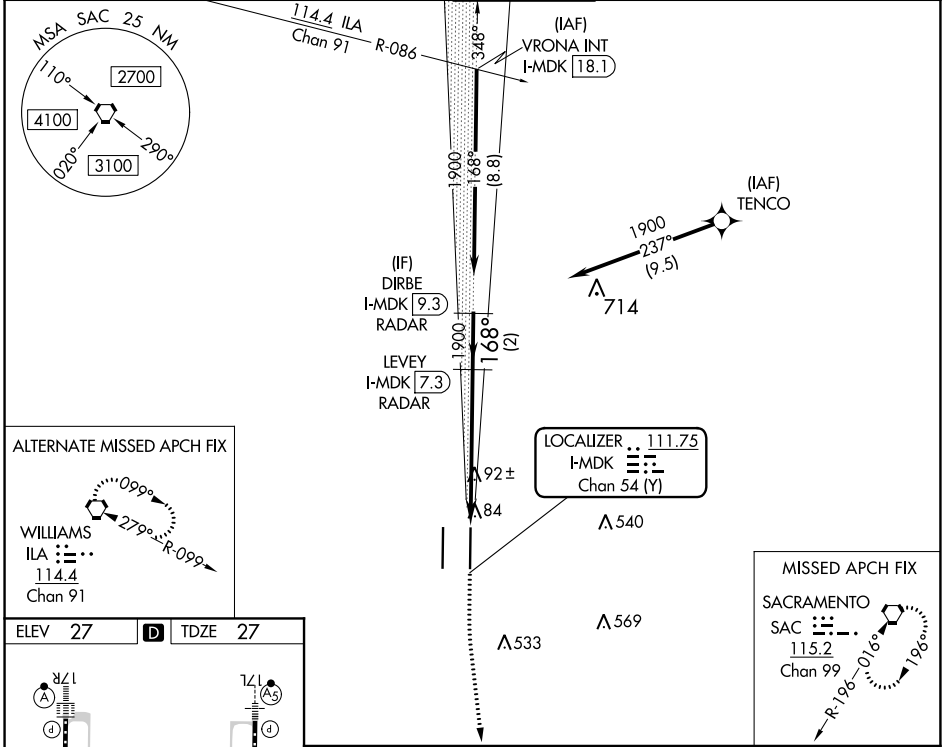 MSA SAC 25 NM
110°
2700
4100
020°
3100
290°
114.4 ILA
Chan 91
R-086
348°
(IAF)
VRONA INT
I-MDK 18.1
1900
168°
(8.8)
(IAF)
TENCO
1900
237°
(9.5)
714
(IF)
DIRBE
I-MDK 9.3
RADAR
1900
168°
(2)
LEVEY
I-MDK 7.3
RADAR
LOCALIZER 111.75
I-MDK
Chan 54 (Y)
92 ±
84
540
569
533
ALTERNATE MISSED APCH FIX
099°
279°
R-099
WILLIAMS
ILA
114.4
Chan 91
MISSED APCH FIX
SACRAMENTO
SAC
115.2
Chan 99
R-196
016°
196°
ELEV 27
D
TDZE 27
17R
17L
A
A5
P
P